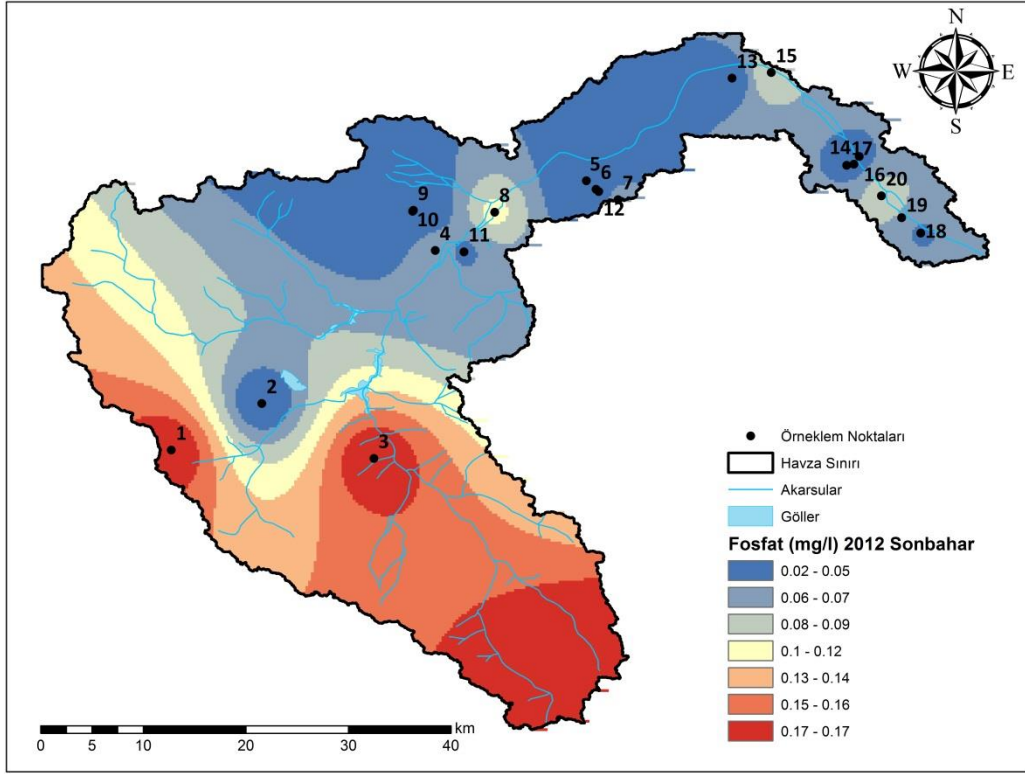 N
W E
S
13
15
14 17
16
20
19
18
5
6
7
12
8
9
10
4
11
2
1
3
Örneklem Noktaları
Havza Sınırı
Akarsular
Göller
Fosfat (mg/l) 2012 Sonbahar
0.02 - 0.05
0.06 - 0.07
0.08 - 0.09
0.1 - 0.12
0.13 - 0.14
0.15 - 0.16
0.17 - 0.17
km
0 5 10 20 30 40